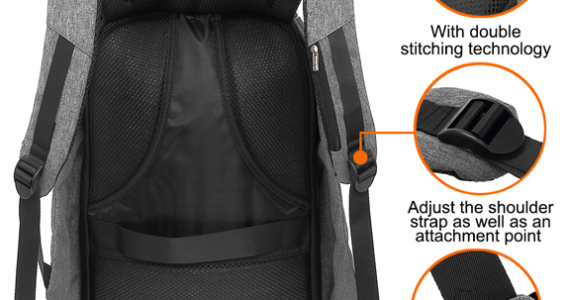 With double
stitching technology
Adjust the shoulder
strap as well as an
attachment point